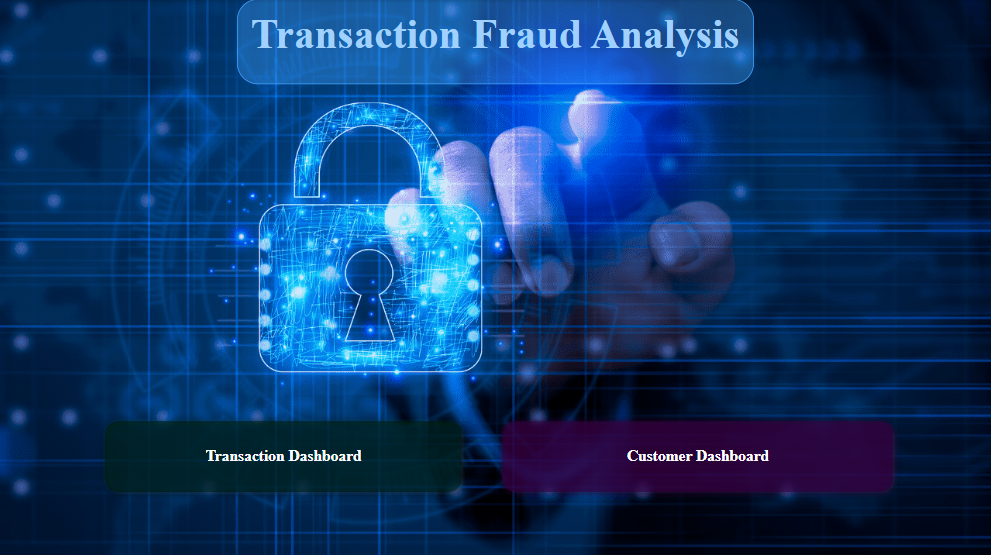 Transaction Fraud Analysis
Transaction Dashboard
Customer Dashboard